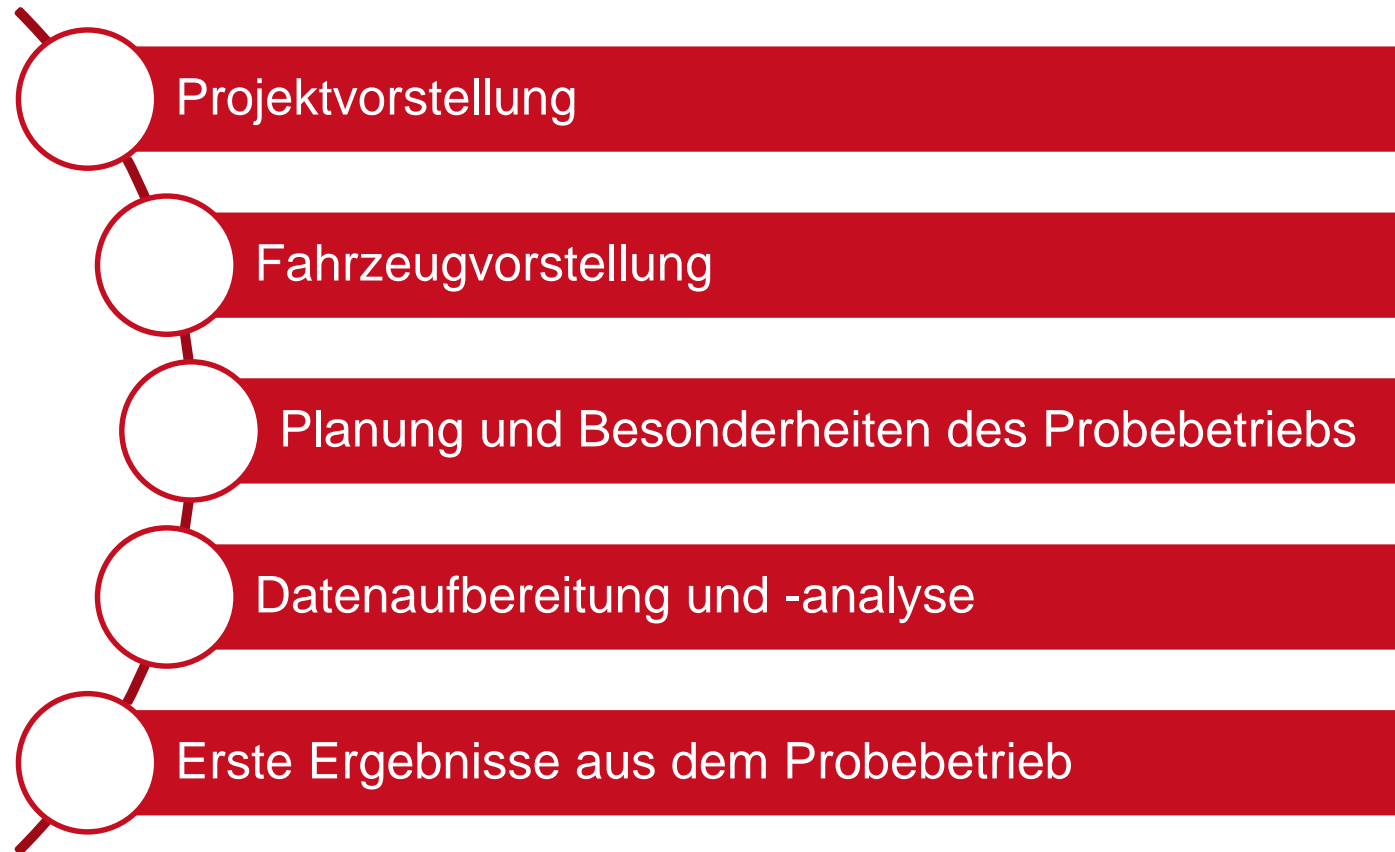 Projektvorstellung
Fahrzeugvorstellung
Planung und Besonderheiten des Probebetriebs
Datenaufbereitung und -analyse
Erste Ergebnisse aus dem Probebetrieb